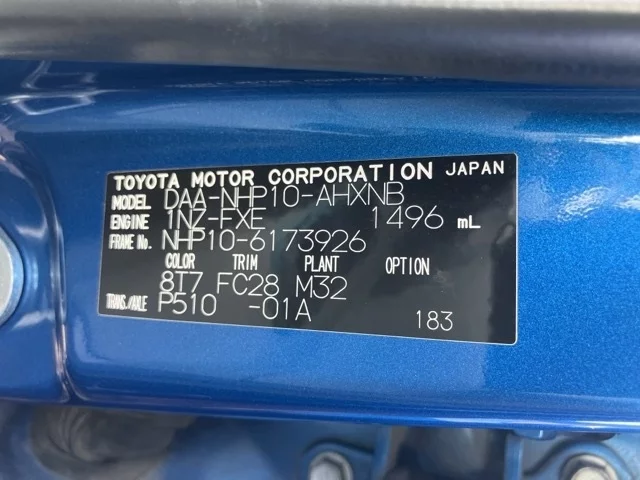 TOYOTA MOTOR CORPORATION JAPAN
MODEL DAA-NHP10-AHXNB
ENGINE 1NZ-FXE 1496 mL
FRAME No. NHP10-6173926
COLOR TRIM PLANT OPTION
8I7 FC28 M32
TRANS./AXLE P510 -01A
183